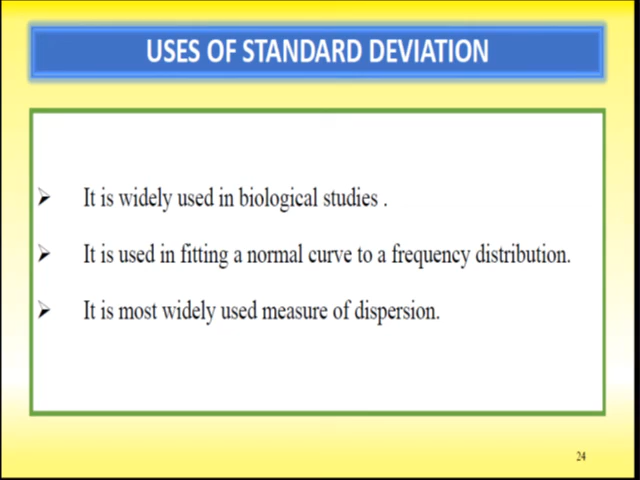 USES OF STANDARD DEVIATION
It is widely used in biological studies .
It is used in fitting a normal curve to a frequency distribution.
It is most widely used measure of dispersion.
24